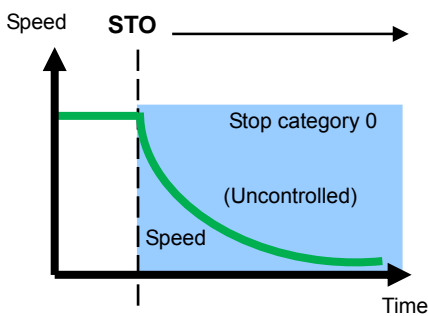 Speed
STO
Stop category 0
(Uncontrolled)
Speed
Time